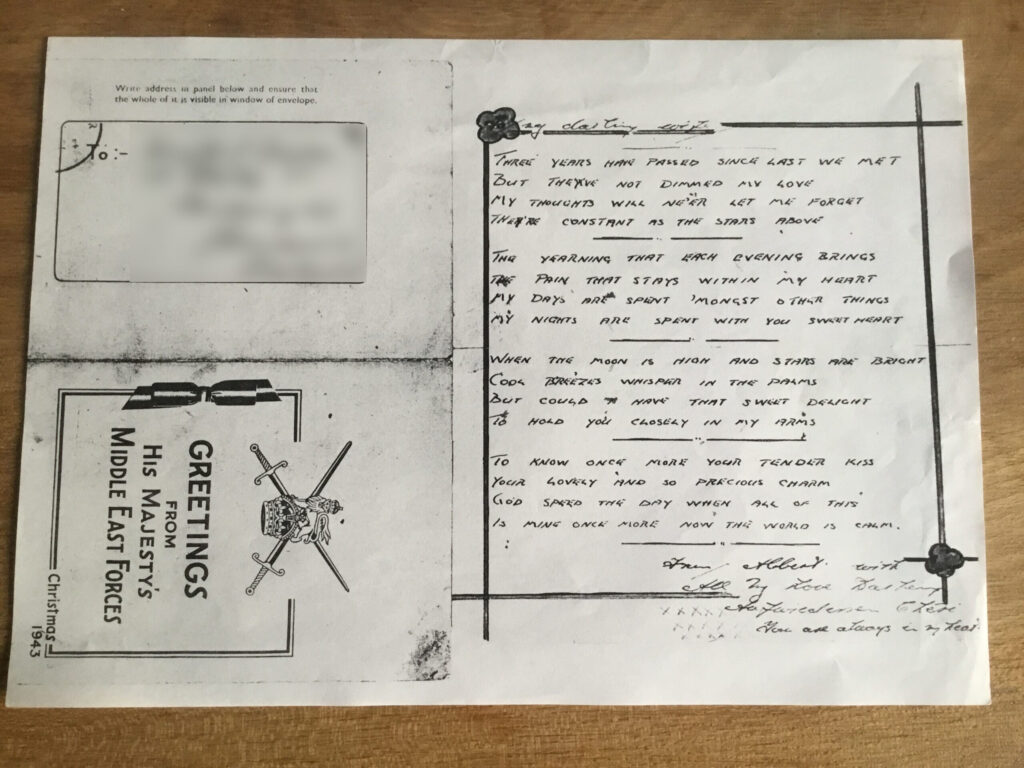 Write address in panel below and ensure that
the whole of it is visible in window of envelope.
To :-
GREETINGS
FROM
HIS MAJESTY'S
MIDDLE EAST FORCES
Christmas 1943
my darling wife
THREE YEARS HAVE PASSED SINCE LAST WE MET
BUT THEY'VE NOT DIMMED MY LOVE
MY THOUGHTS WILL NE'ER LET ME FORGET
THEY'RE CONSTANT AS THE STARS ABOVE
THE YEARNING THAT EACH EVENING BRINGS
THE PAIN THAT STAYS WITHIN MY HEART
MY DAYS ARE SPENT 'MONGST OTHER THINGS
MY NIGHTS ARE SPENT WITH YOU SWEETHEART
WHEN THE MOON IS HIGH AND STARS ARE BRIGHT
COOL BREEZES WHISPER IN THE PALMS
BUT COULD HAVE THAT SWEET DELIGHT
TO HOLD YOU CLOSELY IN MY ARMS
TO KNOW ONCE MORE YOUR TENDER KISS
YOUR LOVELY AND SO PRECIOUS CHARM
GOD SPEED THE DAY WHEN ALL OF THIS
IS MINE ONCE MORE NOW THE WORLD IS CALM.
From Albert with
All My Love Darling
xxxx
xxxx You are always in my heart